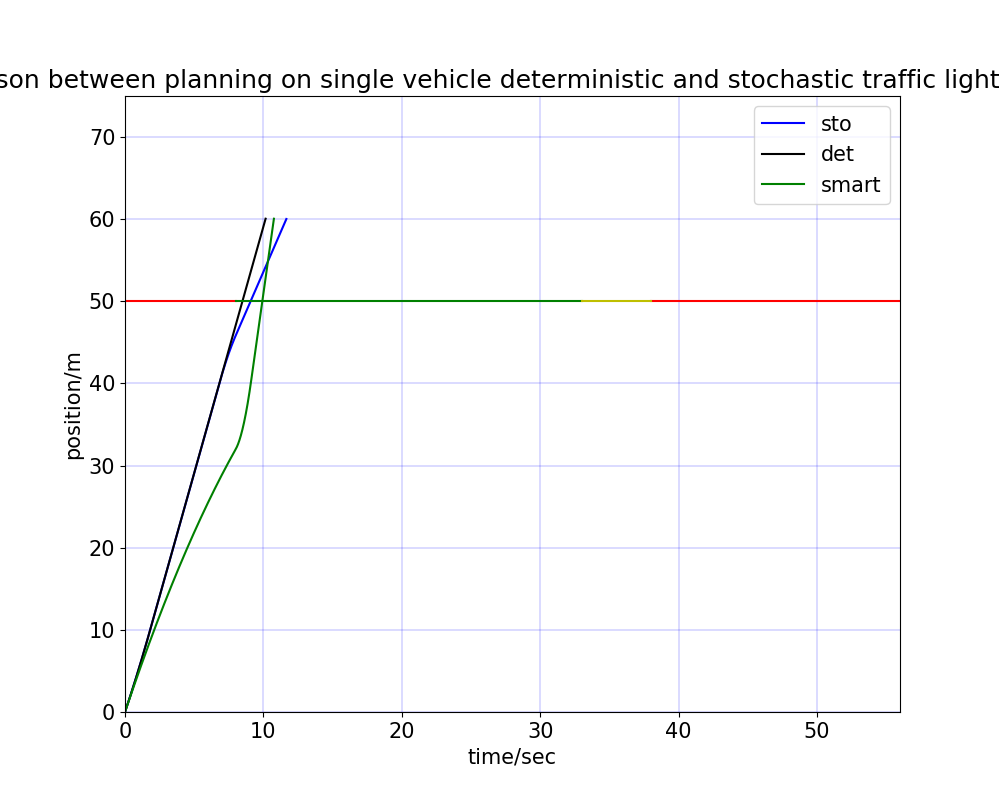 son between planning on single vehicle deterministic and stochastic traffic light
sto
det
smart
70
60
50
40
30
20
10
0
position/m
0 10 20 30 40 50
time/sec